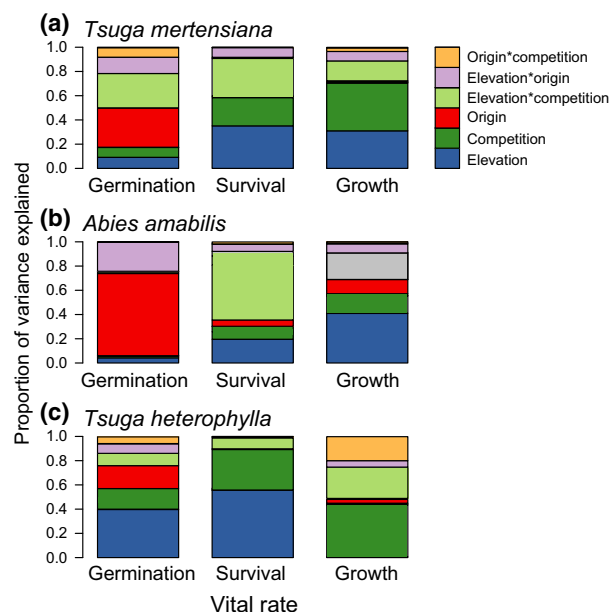 (a) Tsuga mertensiana
1.0
0.8
0.6
0.4
0.2
0.0
Germination Survival Growth
Origin*competition
Elevation*origin
Elevation*competition
Origin
Competition
Elevation
(b) Abies amabilis
1.0
0.8
0.6
0.4
0.2
0.0
Germination Survival Growth
(c) Tsuga heterophylla
1.0
0.8
0.6
0.4
0.2
0.0
Germination Survival Growth
Proportion of variance explained
Vital rate